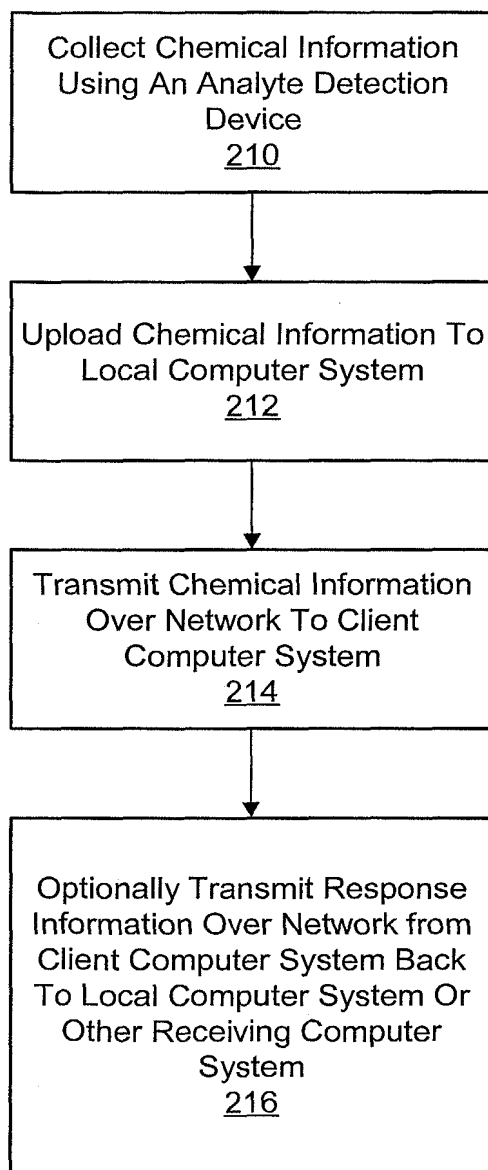 Collect Chemical Information
Using An Analyte Detection
Device
210
Upload Chemical Information To
Local Computer System
212
Transmit Chemical Information
Over Network To Client
Computer System
214
Optionally Transmit Response
Information Over Network from
Client Computer System Back
To Local Computer System Or
Other Receiving Computer
System
216